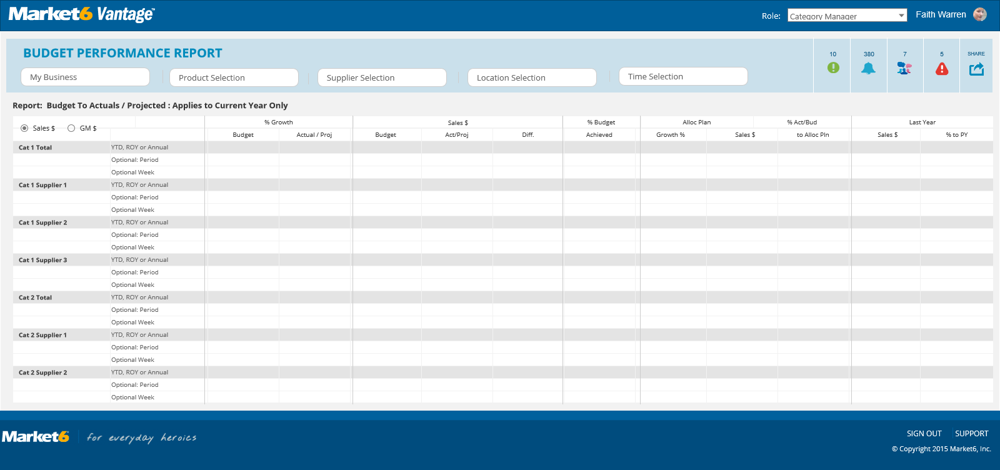 Market6 Vantage™
Role: Category Manager Faith Warren
BUDGET PERFORMANCE REPORT
10 380 7 5 SHARE
My Business Product Selection Supplier Selection Location Selection Time Selection
Report: Budget To Actuals / Projected : Applies to Current Year Only
% Growth Sales $ % Budget Alloc Plan % Act/Bud Last Year
Sales $ GM $
Budget Actual / Proj Budget Act/Proj Diff. Achieved Growth % Sales $ to Alloc Pln Sales $ % to PY
Cat 1 Total YTD, ROY or Annual
Optional: Period
Optional Week
Cat 1 Supplier 1 YTD, ROY or Annual
Optional: Period
Optional Week
Cat 1 Supplier 2 YTD, ROY or Annual
Optional: Period
Optional Week
Cat 1 Supplier 3 YTD, ROY or Annual
Optional: Period
Optional Week
Cat 2 Total YTD, ROY or Annual
Optional: Period
Optional Week
Cat 2 Supplier 1 YTD, ROY or Annual
Optional: Period
Optional Week
Cat 2 Supplier 2 YTD, ROY or Annual
Optional: Period
Optional Week
Market6 for everyday heroics
SIGN OUT SUPPORT
© Copyright 2015 Market6, Inc.